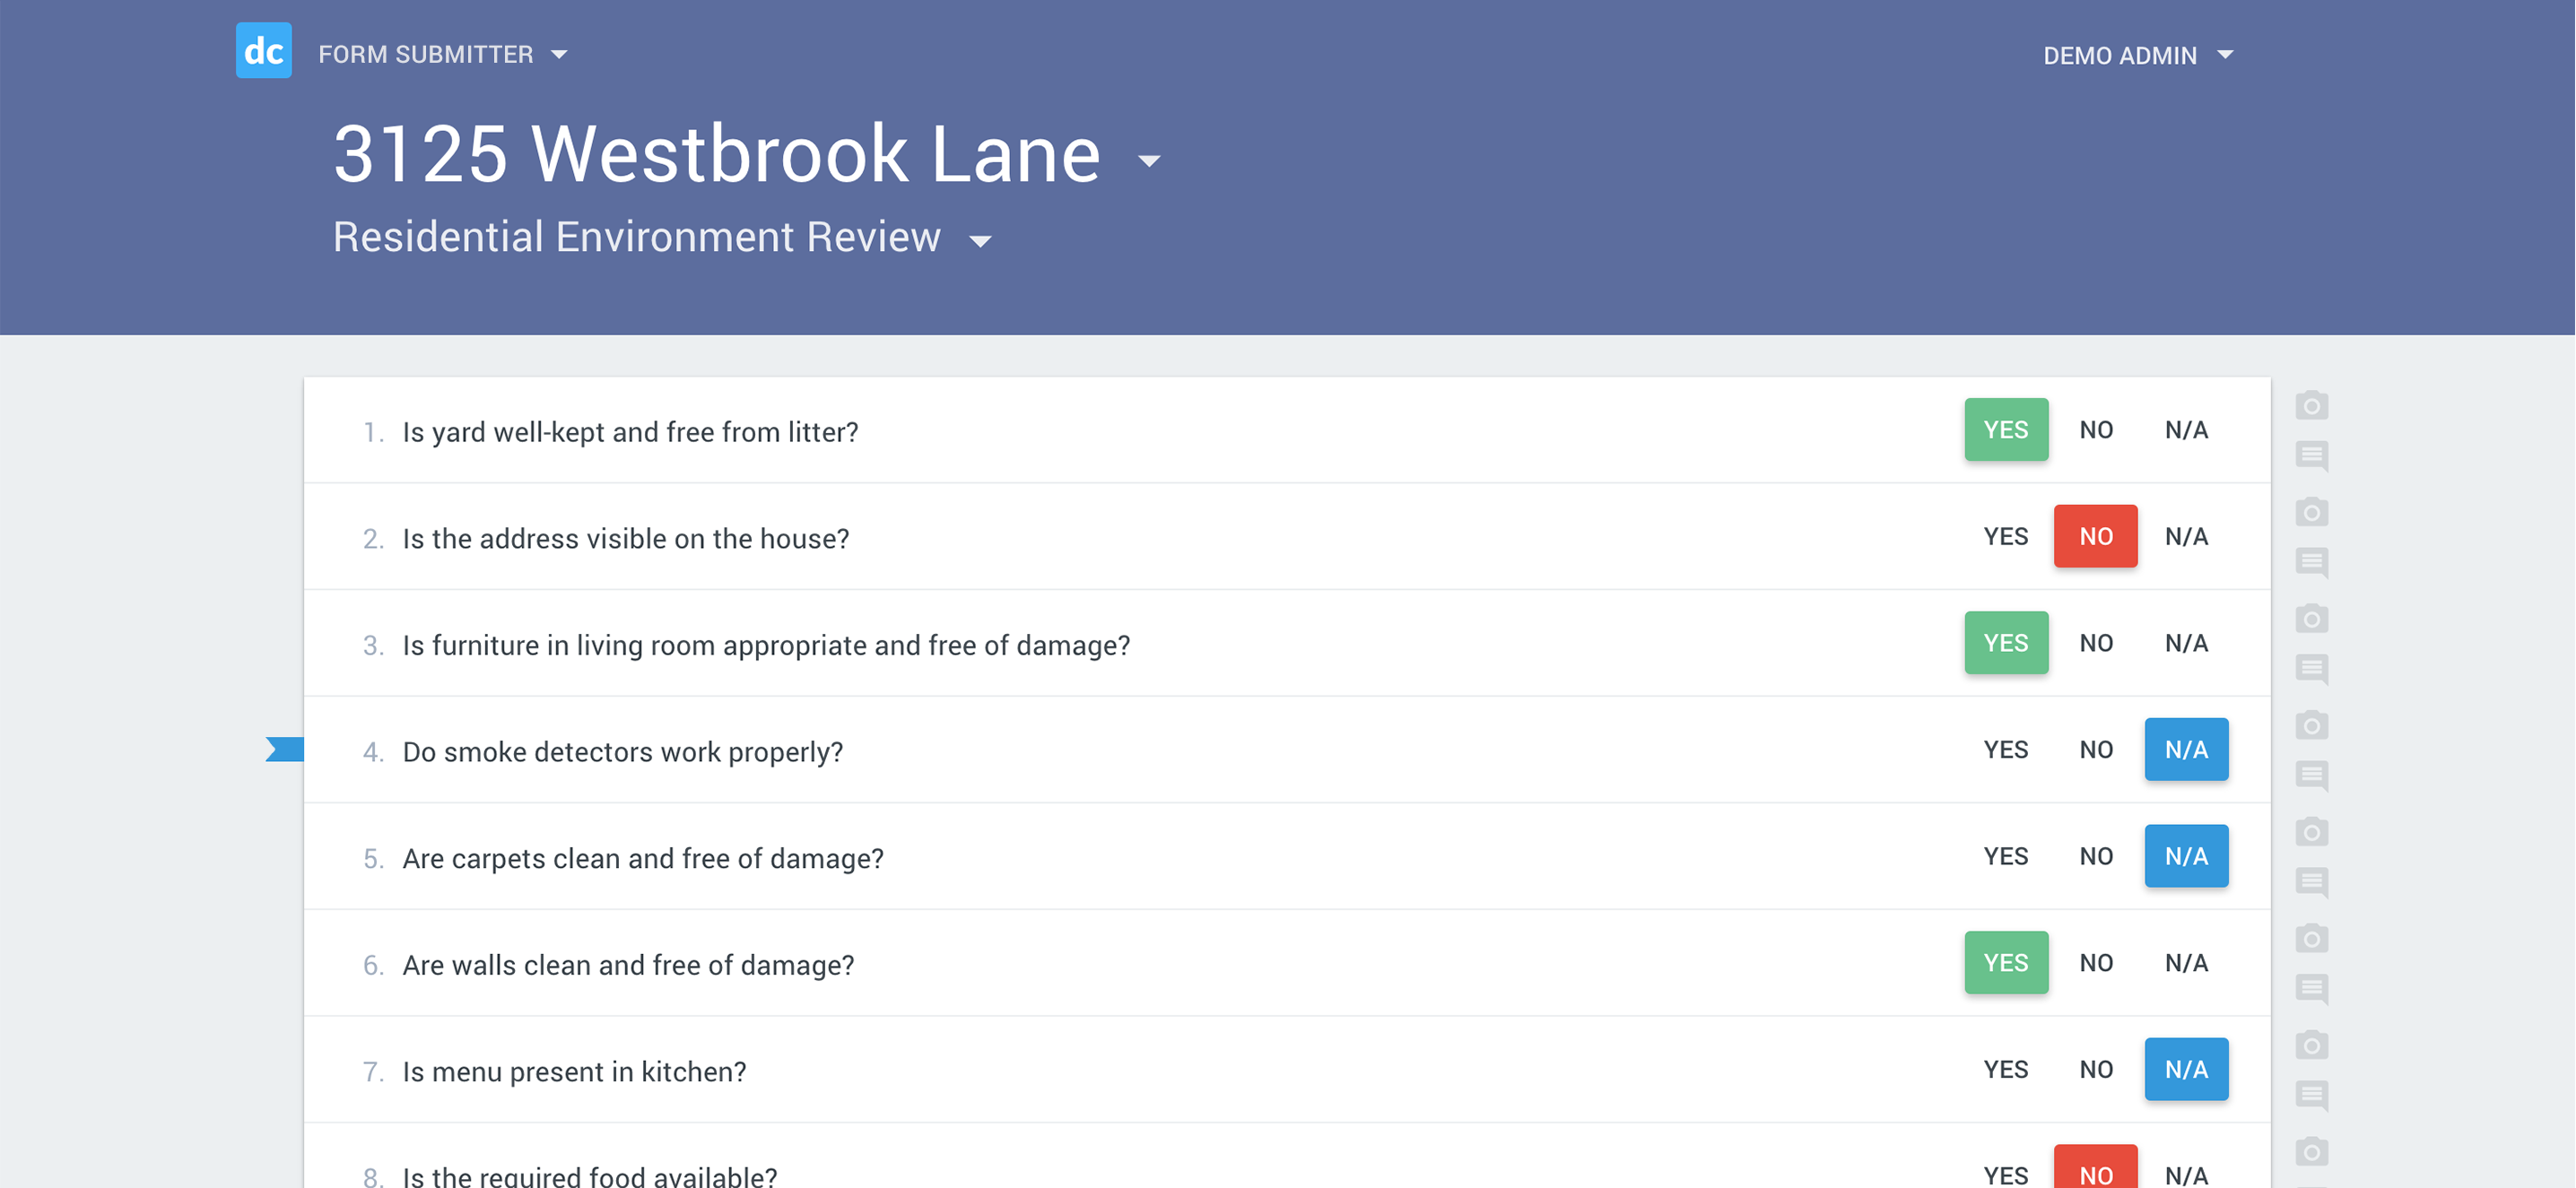 dc FORM SUBMITTER DEMO ADMIN
3125 Westbrook Lane
Residential Environment Review
1. Is yard well-kept and free from litter? YES NO N/A
2. Is the address visible on the house? YES NO N/A
3. Is furniture in living room appropriate and free of damage? YES NO N/A
4. Do smoke detectors work properly? YES NO N/A
5. Are carpets clean and free of damage? YES NO N/A
6. Are walls clean and free of damage? YES NO N/A
7. Is menu present in kitchen? YES NO N/A
8. Is the required food available? YES NO N/A